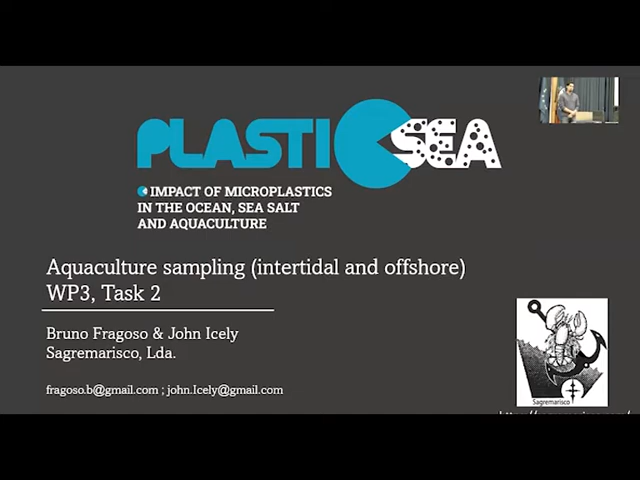 PLASTICSEA
IMPACT OF MICROPLASTICS
IN THE OCEAN, SEA SALT
AND AQUACULTURE
Aquaculture sampling (intertidal and offshore)
WP3, Task 2
Bruno Fragoso & John Icely
Sagremarisco, Lda.
fragoso.b@gmail.com ; john.Icely@gmail.com
Sagremarisco